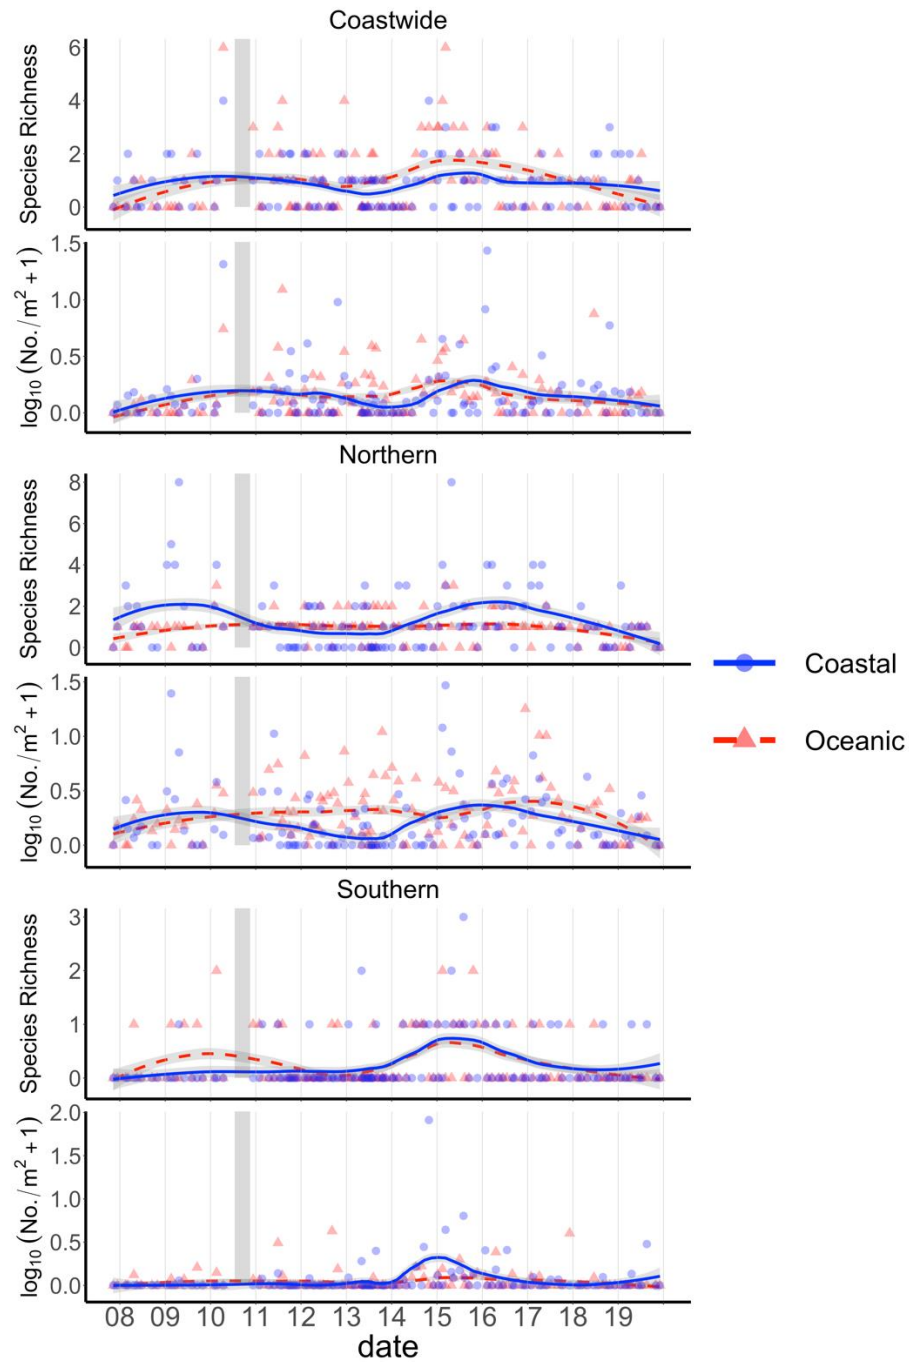 Coastwide
Species Richness
6
4
2
0
log10 (No./m² + 1)
1.5
1.0
0.5
0.0
Northern
Species Richness
8
6
4
2
0
log10 (No./m² + 1)
1.5
1.0
0.5
0.0
Coastal
Oceanic
Southern
Species Richness
3
2
1
0
log10 (No./m² + 1)
2.0
1.5
1.0
0.5
0.0
08 09 10 11 12 13 14 15 16 17 18 19
date